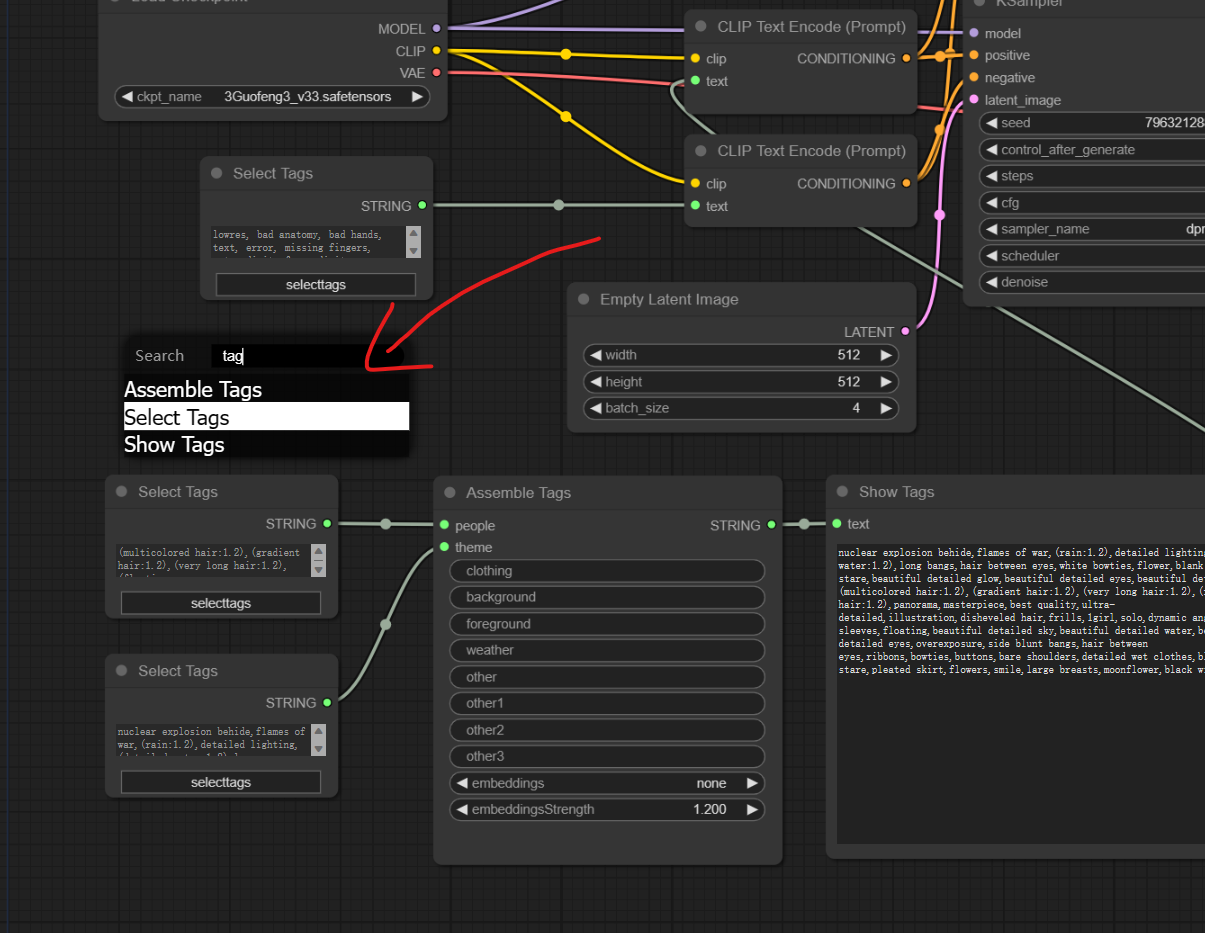 MODEL
CLIP
VAE
ckpt_name 3Guofeng3_v33.safetensors
CLIP Text Encode (Prompt)
clip CONDITIONING
text
CLIP Text Encode (Prompt)
clip CONDITIONING
text
KSampler
model
positive
negative
latent_image
seed 79632128
control_after_generate
steps
cfg
sampler_name dpr
scheduler
denoise
Select Tags
STRING
lowres, bad anatomy, bad hands,
text, error, missing fingers,
selecttags
Search tag
Assemble Tags
Select Tags
Show Tags
Empty Latent Image
LATENT
width 512
height 512
batch_size 4
Select Tags
STRING
(multicolored hair:1.2),(gradient
hair:1.2),(very long hair:1.2),
selecttags
Select Tags
STRING
nuclear explosion behide,flames of
war,(rain:1.2),detailed lighting,
selecttags
Assemble Tags
people STRING
theme
clothing
background
foreground
weather
other
other1
other2
other3
embeddings none
embeddingsStrength 1.200
Show Tags
text
nuclear explosion behide,flames of war,(rain:1.2),detailed lighting
water:1.2),long bangs,hair between eyes,white bowties,flower,blank
stare,beautiful detailed glow,beautiful detailed eyes,beautiful de
(multicolored hair:1.2),(gradient hair:1.2),(very long hair:1.2),(
hair:1.2),panorama,masterpiece,best quality,ultra-
detailed,illustration,disheveled hair,frills,1girl,solo,dynamic an
sleeves,floating,beautiful detailed sky,beautiful detailed water,be
detailed eyes,overexposure,side blunt bangs,hair between
eyes,ribbons,bowties,buttons,bare shoulders,detailed wet clothes,bl
stare,pleated skirt,flowers,smile,large breasts,moonflower,black w